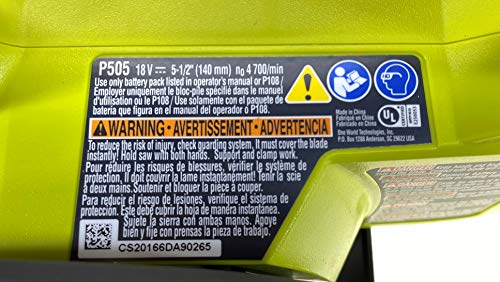 P505 18 V ⎓ 5-1/2" (140 mm) n₀ 4 700/min
Use only battery pack listed in operator's manual or P108 /
Employer uniquement le bloc-pile spécifié dans le manuel
d'utilisation où le P108 / Use solamente con el paquete de
batería que figura en el manual del operador o P108.
Made in China
Fabriqué en Chine
Fabricado en China
One World Technologies, Inc.
P.O. Box 1288 Anderson, SC 29622 USA
UL
LISTED
WARNING • AVERTISSEMENT • ADVERTENCIA
To reduce the risk of injury, check guarding system. It must cover the blade
instantly! Hold saw with both hands. Support and clamp work.
Pour réduire les risques de blessures, vérifier le système de
protection. Il doit couvrir la lame instantanément! Tenir la scie
à deux mains. Soutenir et bloquer la pièce à couper.
Para reducir el riesgo de lesiones, verifique el sistema de
protección. Este debe cubrir la hoja de manera instantánea!
Sujete la sierra con ambas manos. Apoye
y fije con prensas la pieza de trabajo.
CS20166DA90265